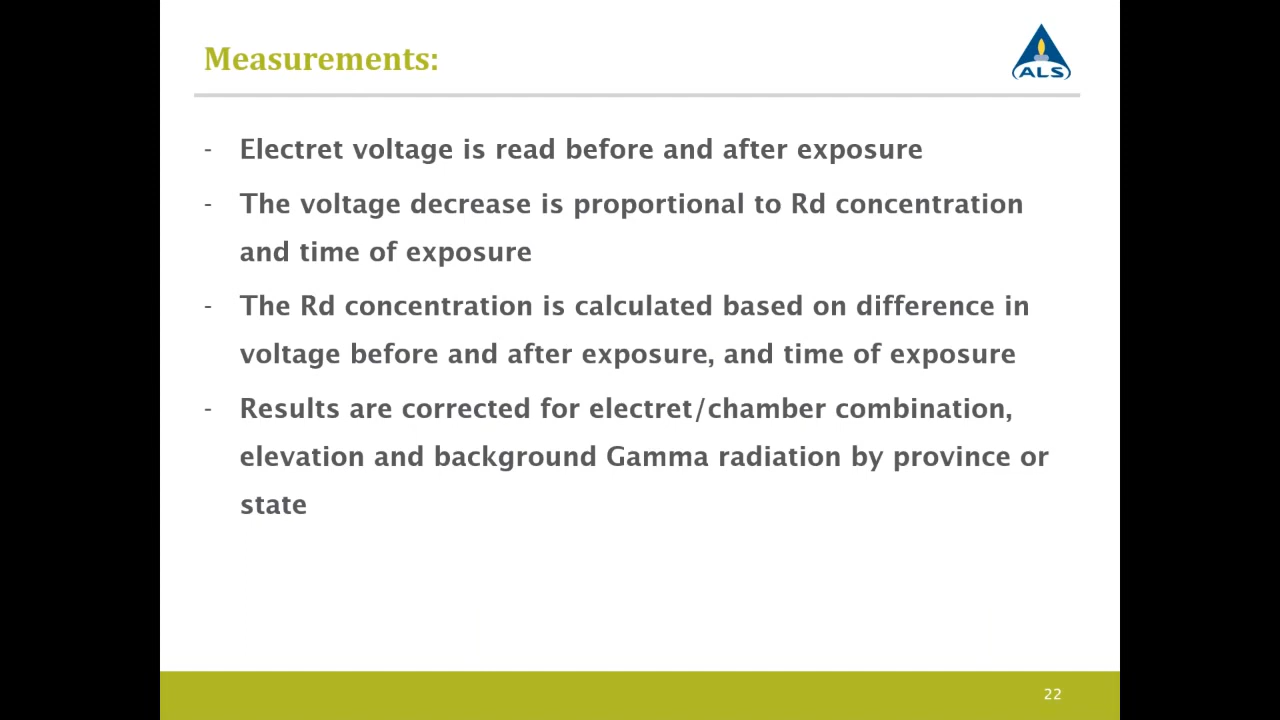 Measurements:
ALS
- Electret voltage is read before and after exposure
- The voltage decrease is proportional to Rd concentration
and time of exposure
- The Rd concentration is calculated based on difference in
voltage before and after exposure, and time of exposure
- Results are corrected for electret/chamber combination,
elevation and background Gamma radiation by province or
state
22